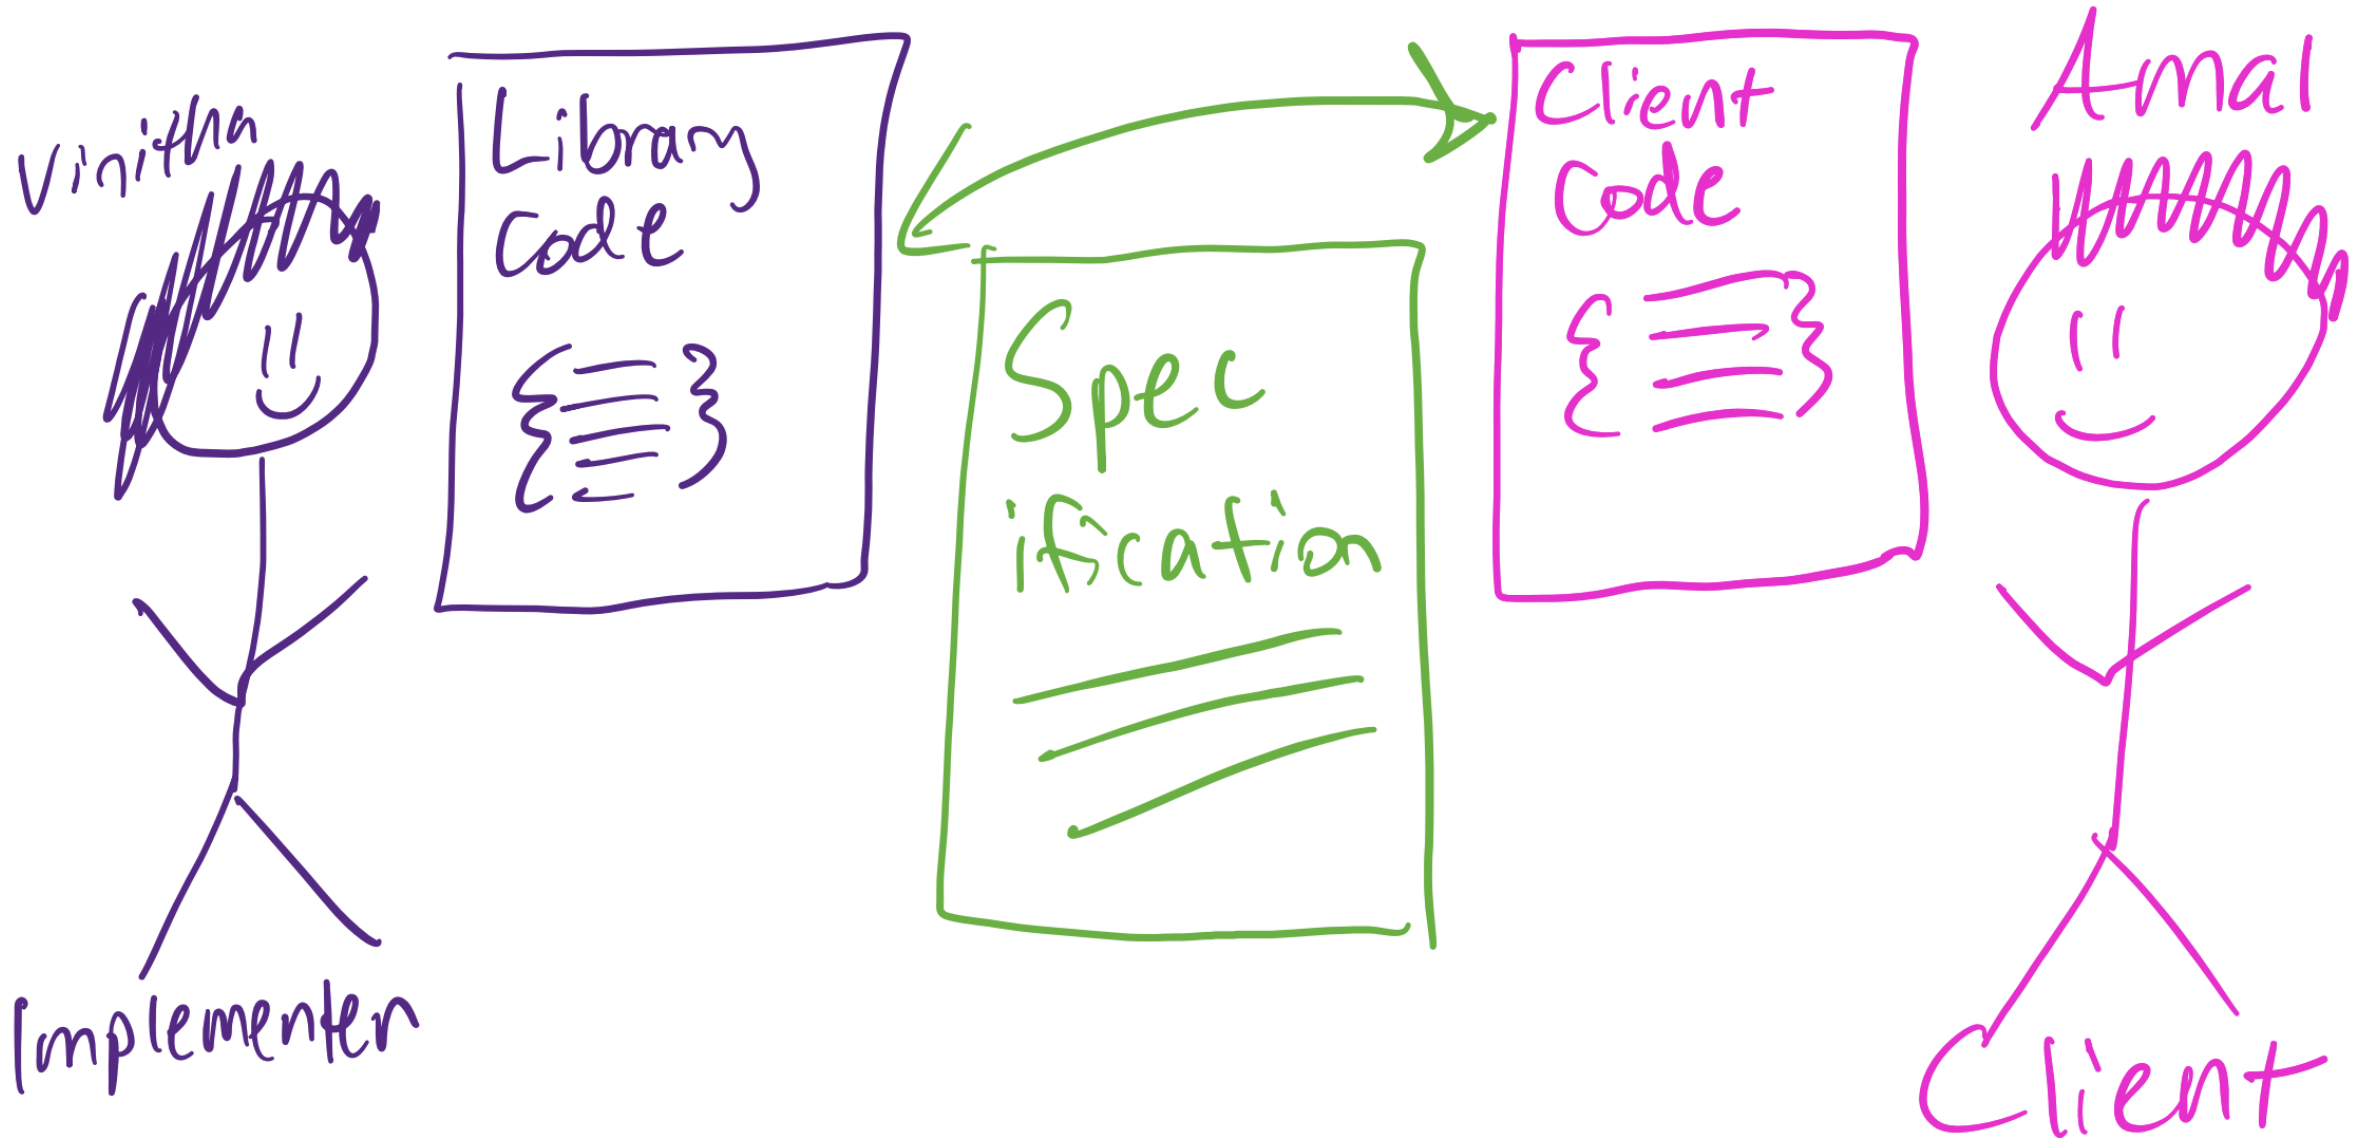 Vinitha
Library
Code
Spec
ification
Client
Code
Amal
Implementer
Client